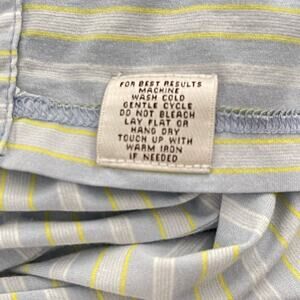 FOR BEST RESULTS
MACHINE
WASH COLD
GENTLE CYCLE
DO NOT BLEACH
LAY FLAT OR
HANG DRY
TOUCH UP WITH
WARM IRON
IF NEEDED